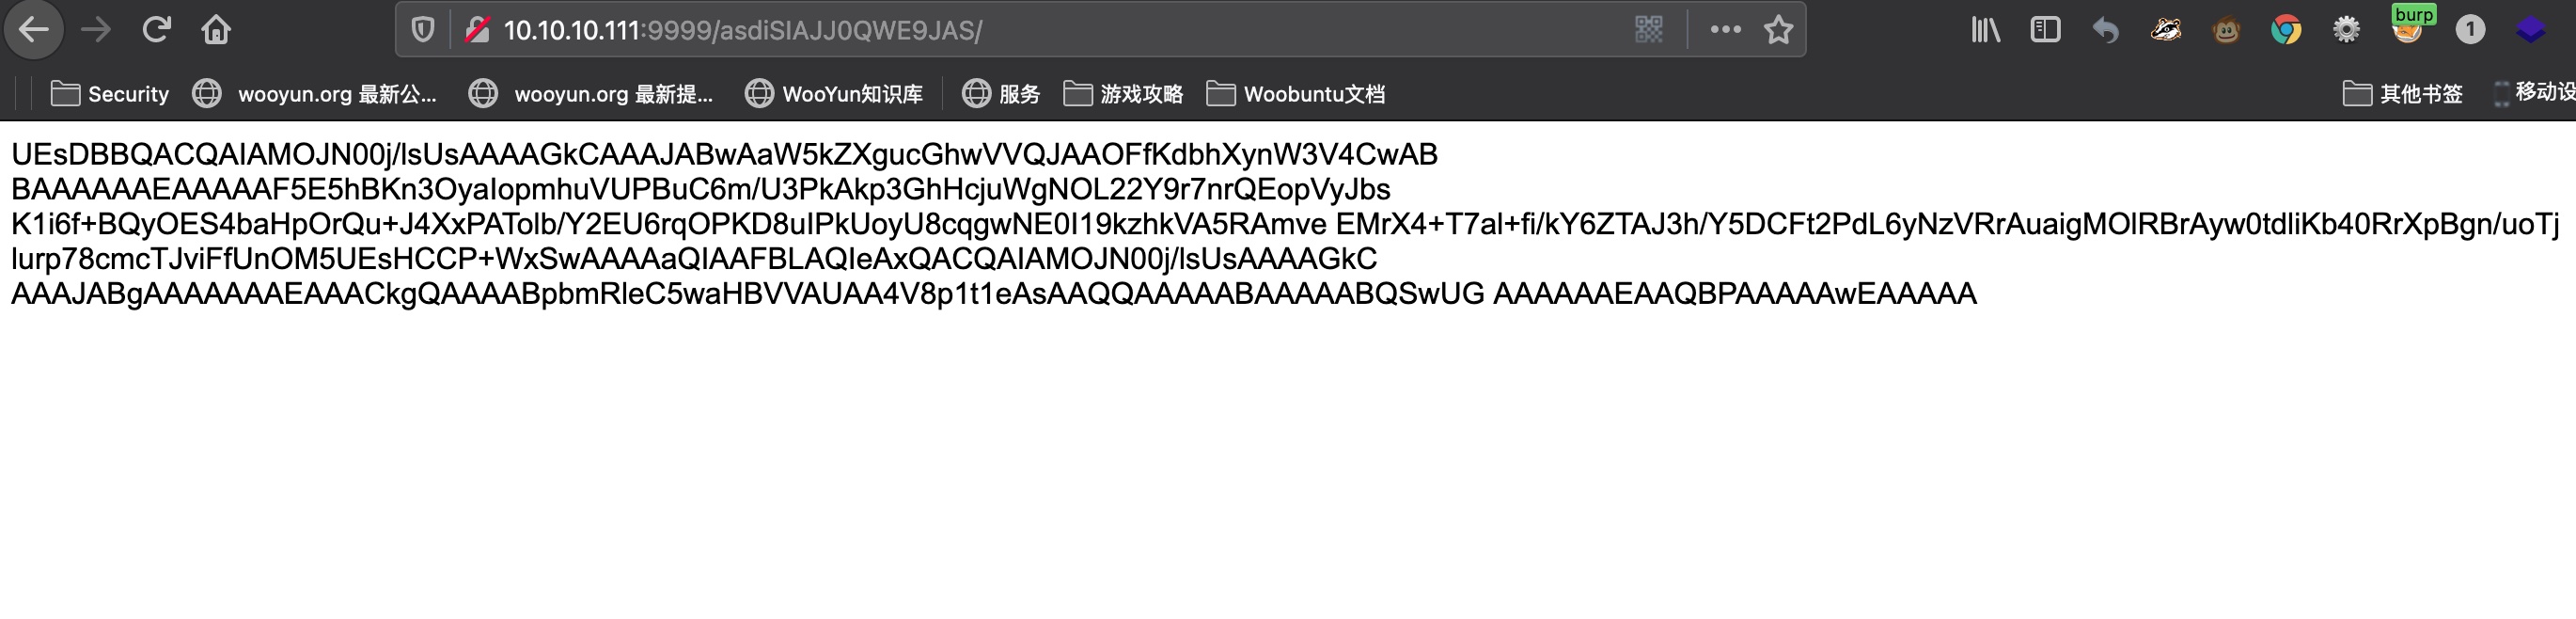 10.10.10.111:9999/asdiSIAJJ0QWE9JAS/
burp
1
Security
wooyun.org 最新公...
wooyun.org 最新提...
WooYun知识库
服务
游戏攻略
Woobuntu文档
其他书签
移动设
UEsDBBQACQAIAMOJN00j/lsUsAAAAGkCAAAJABwAaW5kZXgucGhwVVQJAAOFfKdbhXynW3V4CwAB
BAAAAAAEAAAAAF5E5hBKn3OyaIopmhuVUPBuC6m/U3PkAkp3GhHcjuWgNOL22Y9r7nrQEopVyJbs
K1i6f+BQyOES4baHpOrQu+J4XxPATolb/Y2EU6rqOPKD8uIPkUoyU8cqgwNE0I19kzhkVA5RAmve EMrX4+T7al+fi/kY6ZTAJ3h/Y5DCFt2PdL6yNzVRrAuaigMOlRBrAyw0tdliKb40RrXpBgn/uoTj
lurp78cmcTJviFfUnOM5UEsHCCP+WxSwAAAAaQIAAFBLAQIeAxQACQAIAMOJN00j/lsUsAAAAGkC
AAAJABgAAAAAAAEAAACkgQAAAABpbmRleC5waHBVVAUAA4V8p1t1eAsAAQQAAAAABAAAAABQSwUG AAAAAAEAAQBPAAAAAwEAAAAA